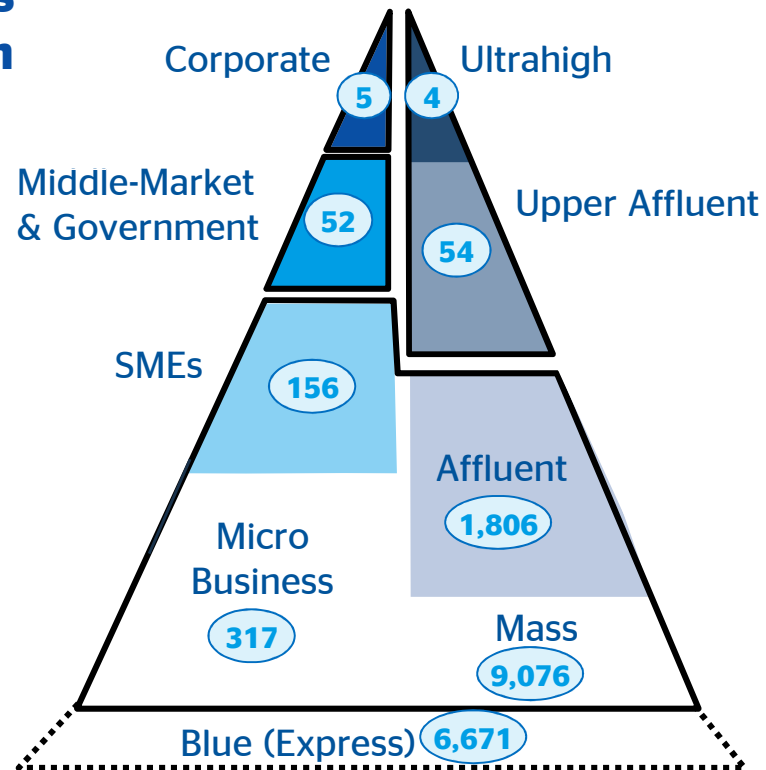 Corporate
5
Ultrahigh
4
Middle-Market
& Government
52
Upper Affluent
54
SMEs
156
Affluent
1,806
Micro
Business
317
Mass
9,076
Blue (Express)
6,671